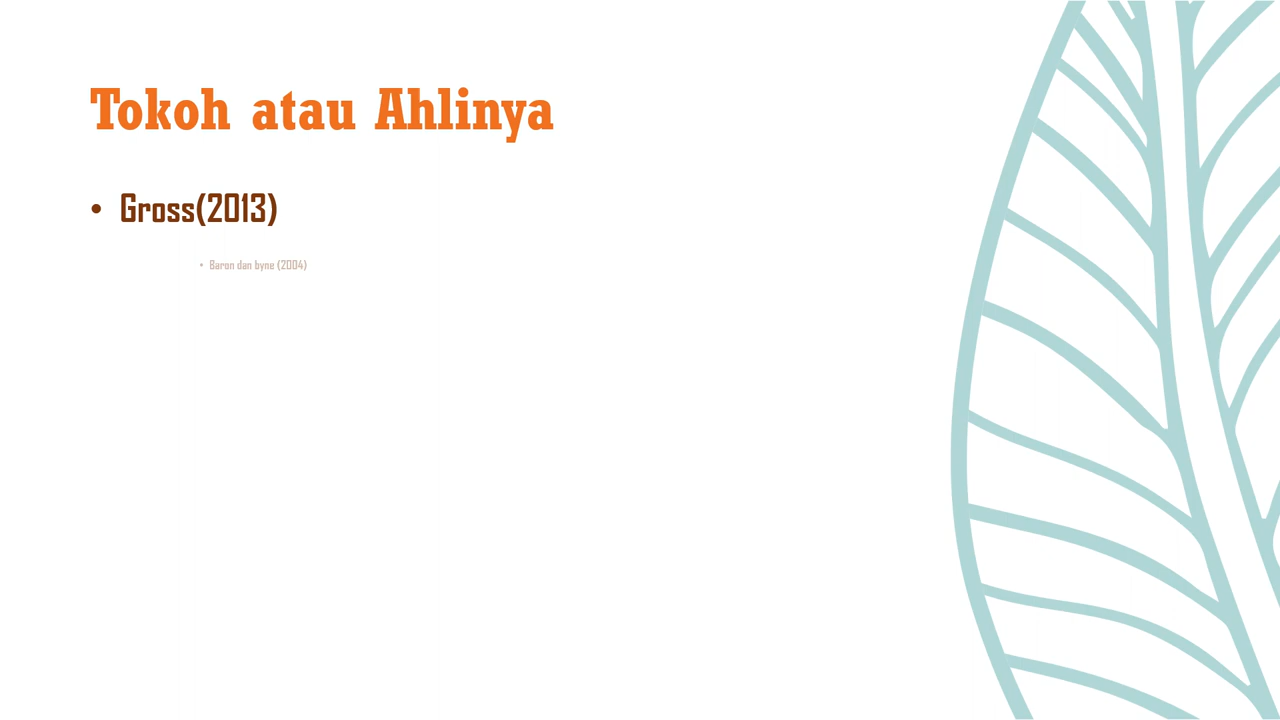 Tokoh atau Ahlinya
• Gross(2013)
• Baron dan byne (2004)